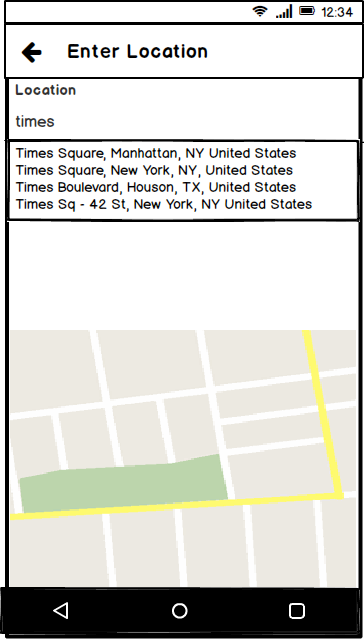 12:34
Enter Location
Location
times
Times Square, Manhattan, NY United States
Times Square, New York, NY, United States
Times Boulevard, Houson, TX, United States
Times Sq - 42 St, New York, NY United States